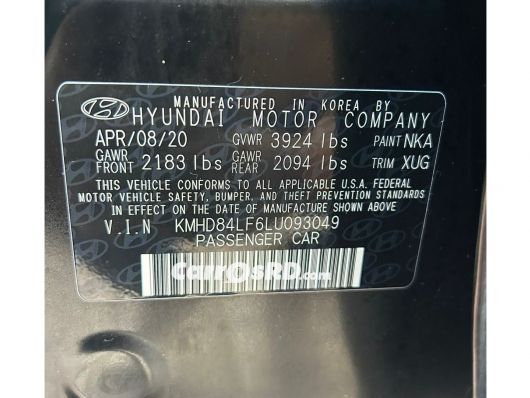 MANUFACTURED IN KOREA BY
HYUNDAI MOTOR COMPANY
APR/08/20 GVWR 3924 lbs PAINT NKA
GAWR FRONT 2183 lbs GAWR REAR 2094 lbs TRIM XUG
THIS VEHICLE CONFORMS TO ALL APPLICABLE U.S.A. FEDERAL
MOTOR VEHICLE SAFETY, BUMPER, AND THEFT PREVENTION STANDARDS
IN EFFECT ON THE DATE OF MANUFACTURE SHOWN ABOVE.
V.I.N KMHD84LF6LU093049
PASSENGER CAR
CarrosRD.com